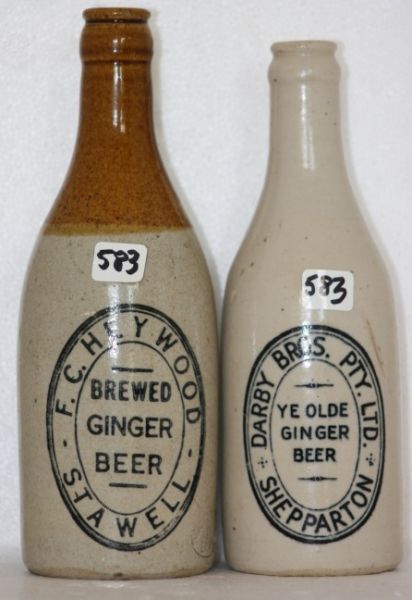 583
- F.C. HEYWOOD -
BREWED
GINGER
BEER
STAWELL
583
DARBY BROS. PTY. LTD.
YE OLDE
GINGER
BEER
SHEPPARTON